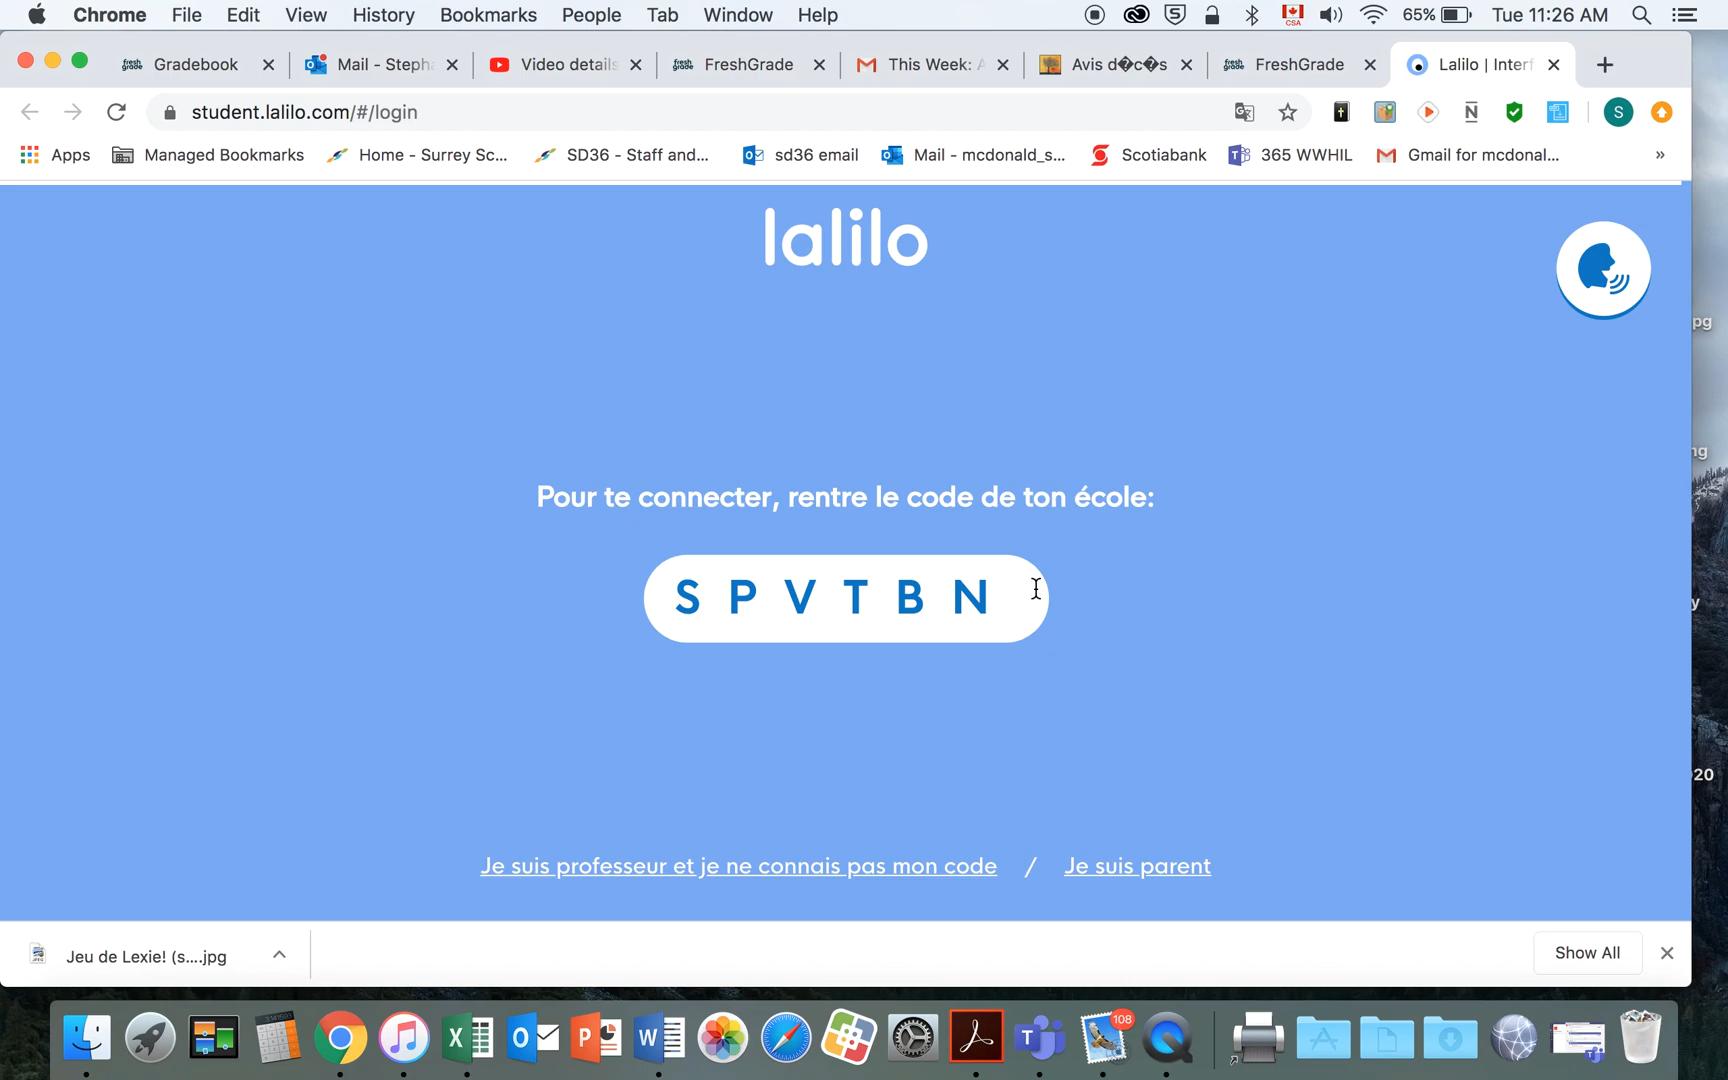 Chrome File Edit View History Bookmarks People Tab Window Help 65% Tue 11:26 AM
Gradebook Mail - Steph Video details FreshGrade This Week: A Avis d�c�s FreshGrade Lalilo | Interf
student.lalilo.com/#/login
Apps Managed Bookmarks Home - Surrey Sc... SD36 - Staff and... sd36 email Mail - mcdonald_s... Scotiabank 365 WWHIL Gmail for mcdonal... »
lalilo
Pour te connecter, rentre le code de ton école:
S P V T B N
Je suis professeur et je ne connais pas mon code / Je suis parent
Jeu de Lexie! (s....jpg Show All
108